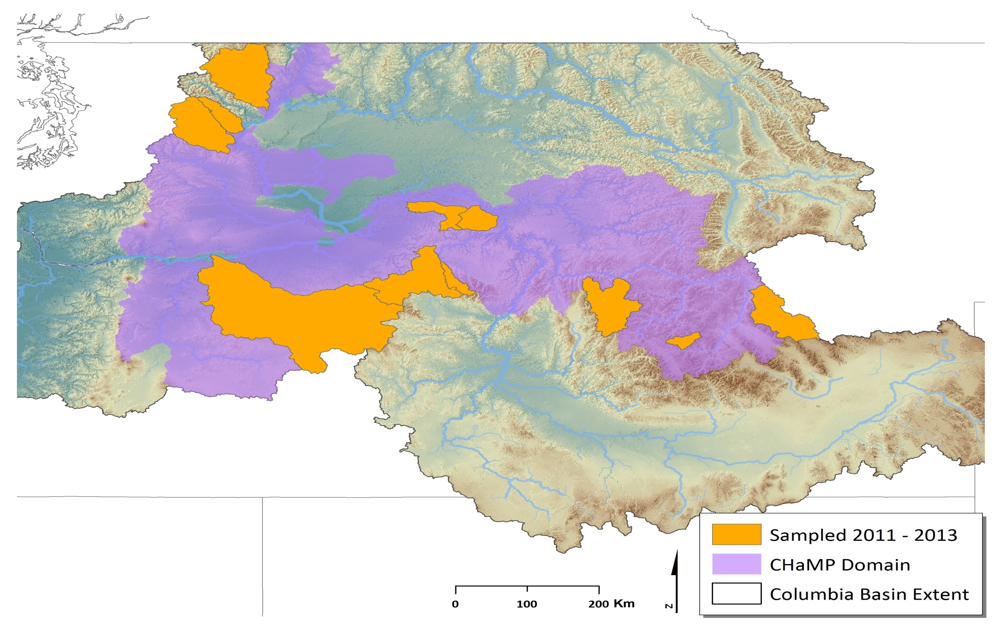 Sampled 2011 - 2013
CHaMP Domain
Columbia Basin Extent
0 100 200 Km
N